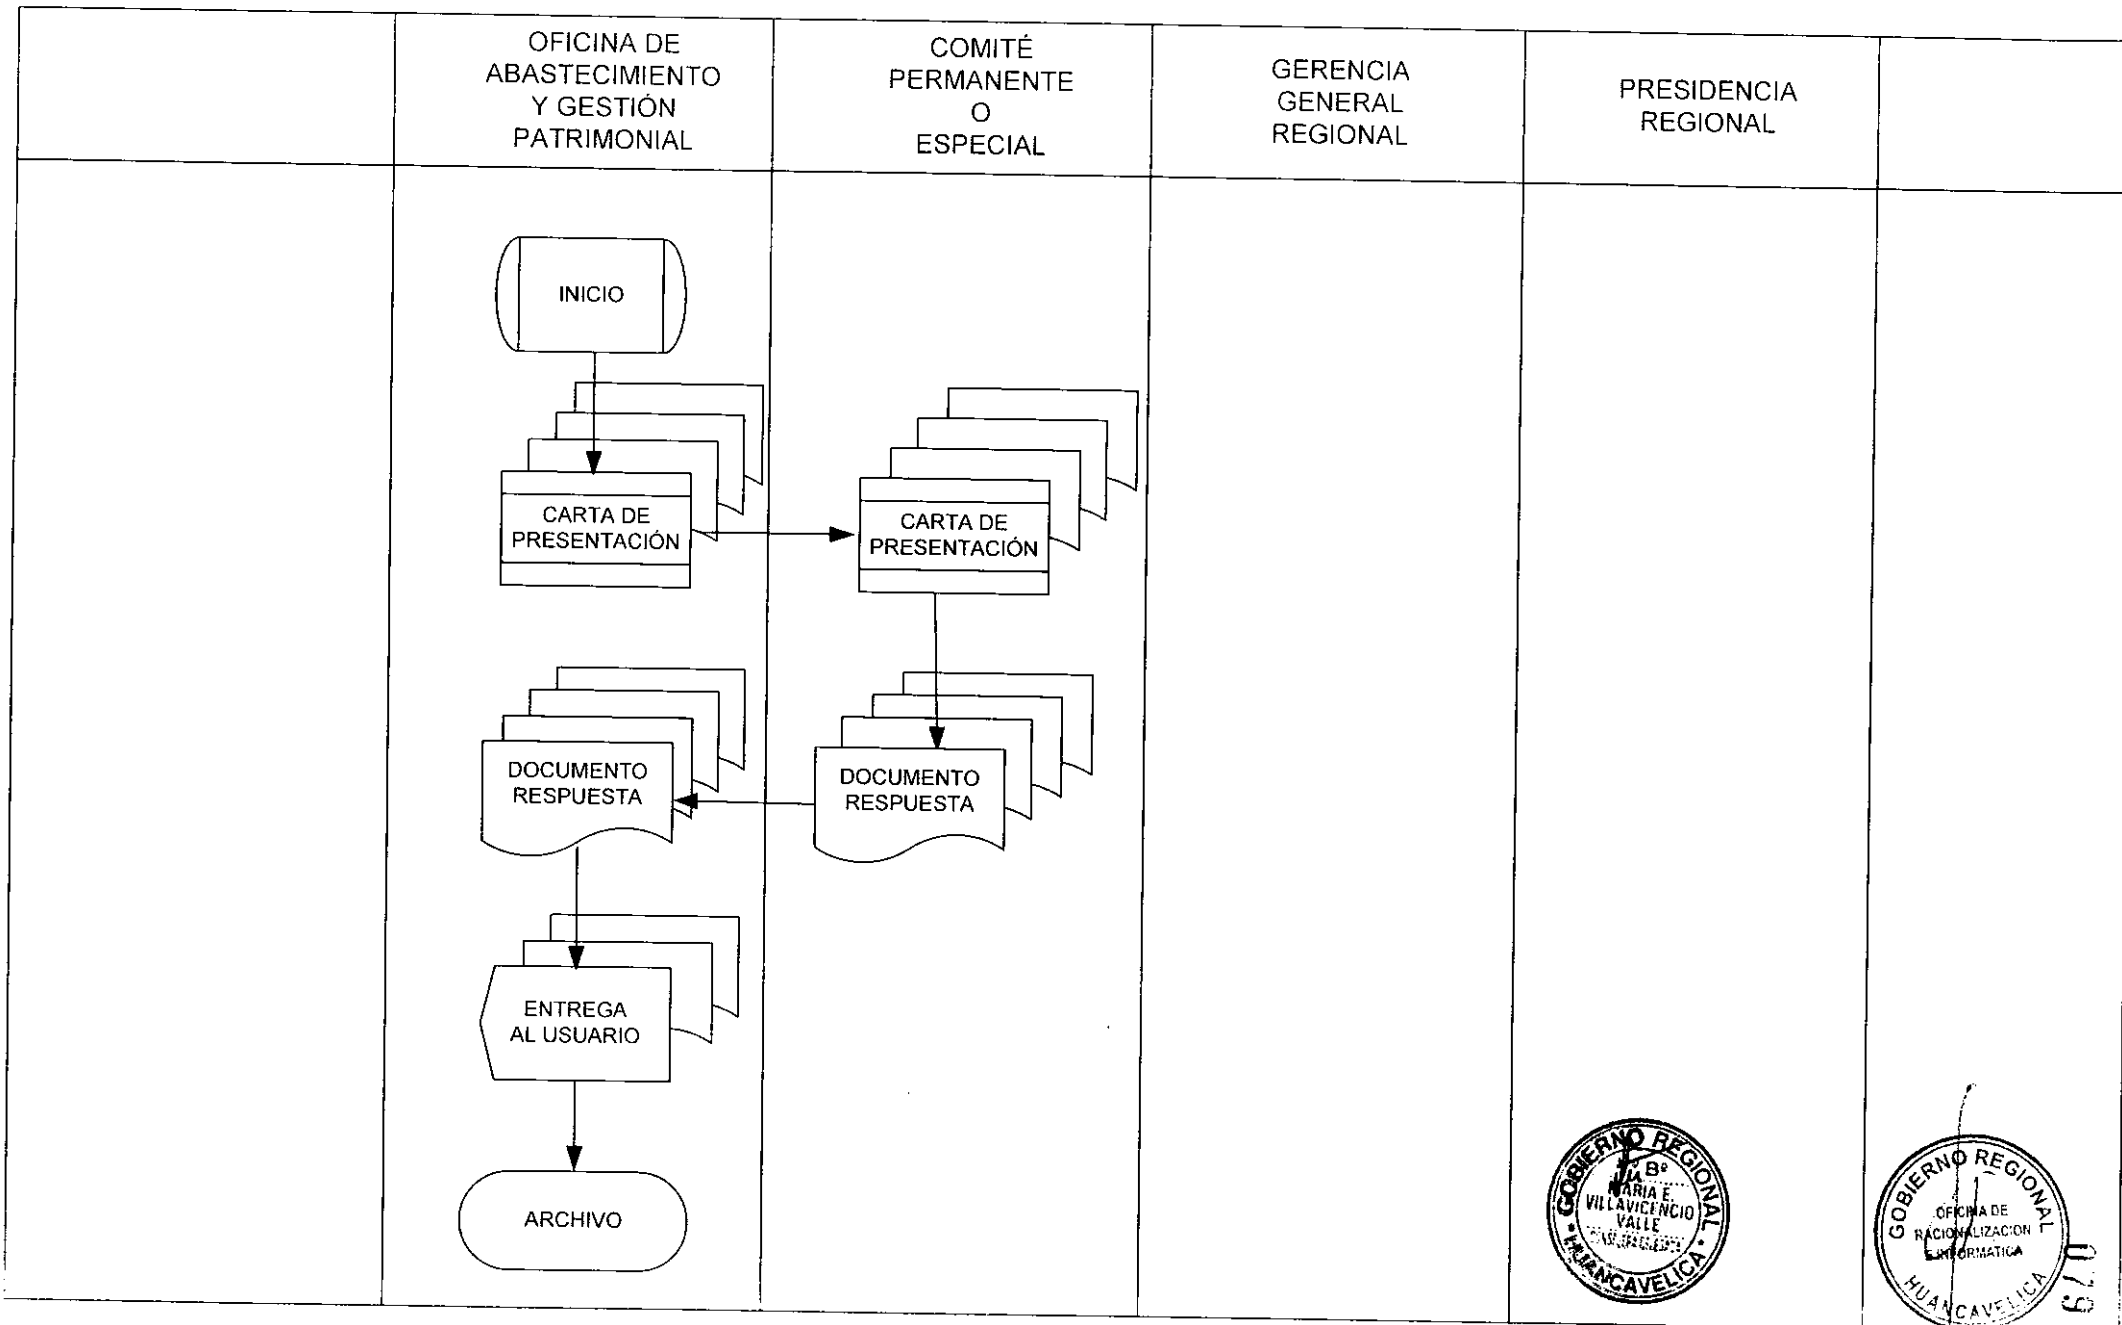 OFICINA DE
ABASTECIMIENTO
Y GESTIÓN
PATRIMONIAL
COMITÉ
PERMANENTE
O
ESPECIAL
GERENCIA
GENERAL
REGIONAL
PRESIDENCIA
REGIONAL
INICIO
CARTA DE
PRESENTACIÓN
CARTA DE
PRESENTACIÓN
DOCUMENTO
RESPUESTA
DOCUMENTO
RESPUESTA
ENTREGA
AL USUARIO
ARCHIVO
GOBIERNO REGIONAL
Bº
MARIA E.
VILLAVICENCIO
VALLE
HUANCAVELICA
GOBIERNO REGIONAL
OFICINA DE
RACIONALIZACION
E INFORMATICA
HUANCAVELICA
079